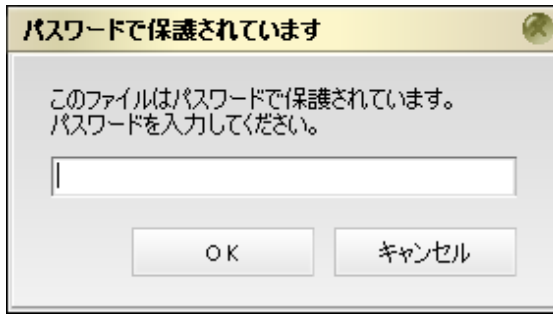 パスワードで保護されています
このファイルはパスワードで保護されています。
パスワードを入力してください。
OK
キャンセル